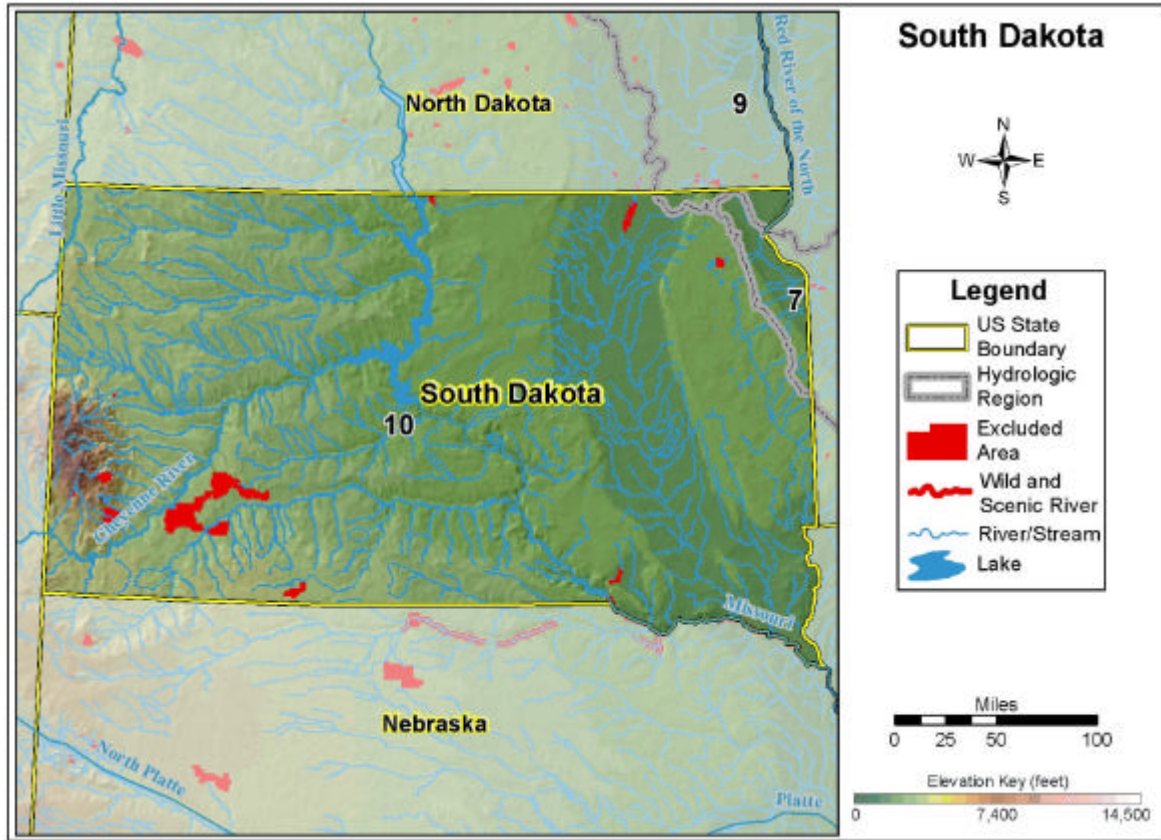 South Dakota
N
W E
S
Legend
US State
Boundary
Hydrologic
Region
Excluded
Area
Wild and
Scenic River
River/Stream
Lake
Miles
0 25 50 100
Elevation Key (feet)
0 7,400 14,500
North Dakota
9
Red River of the North
Little Missouri
7
South Dakota
10
Cheyenne River
Missouri
Nebraska
North Platte
Platte